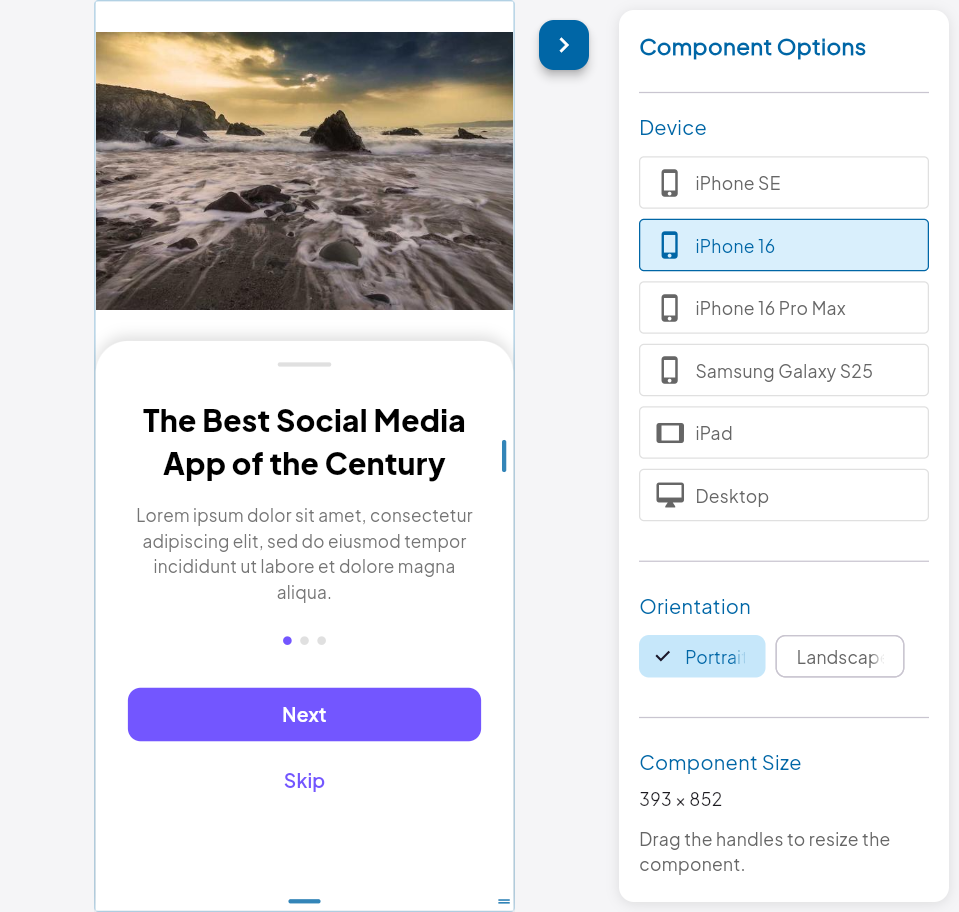 The Best Social Media
App of the Century
Lorem ipsum dolor sit amet, consectetur
adipiscing elit, sed do eiusmod tempor
incididunt ut labore et dolore magna
aliqua.
Next
Skip
Component Options
Device
iPhone SE
iPhone 16
iPhone 16 Pro Max
Samsung Galaxy S25
iPad
Desktop
Orientation
Portrait
Landscape
Component Size
393 × 852
Drag the handles to resize the
component.